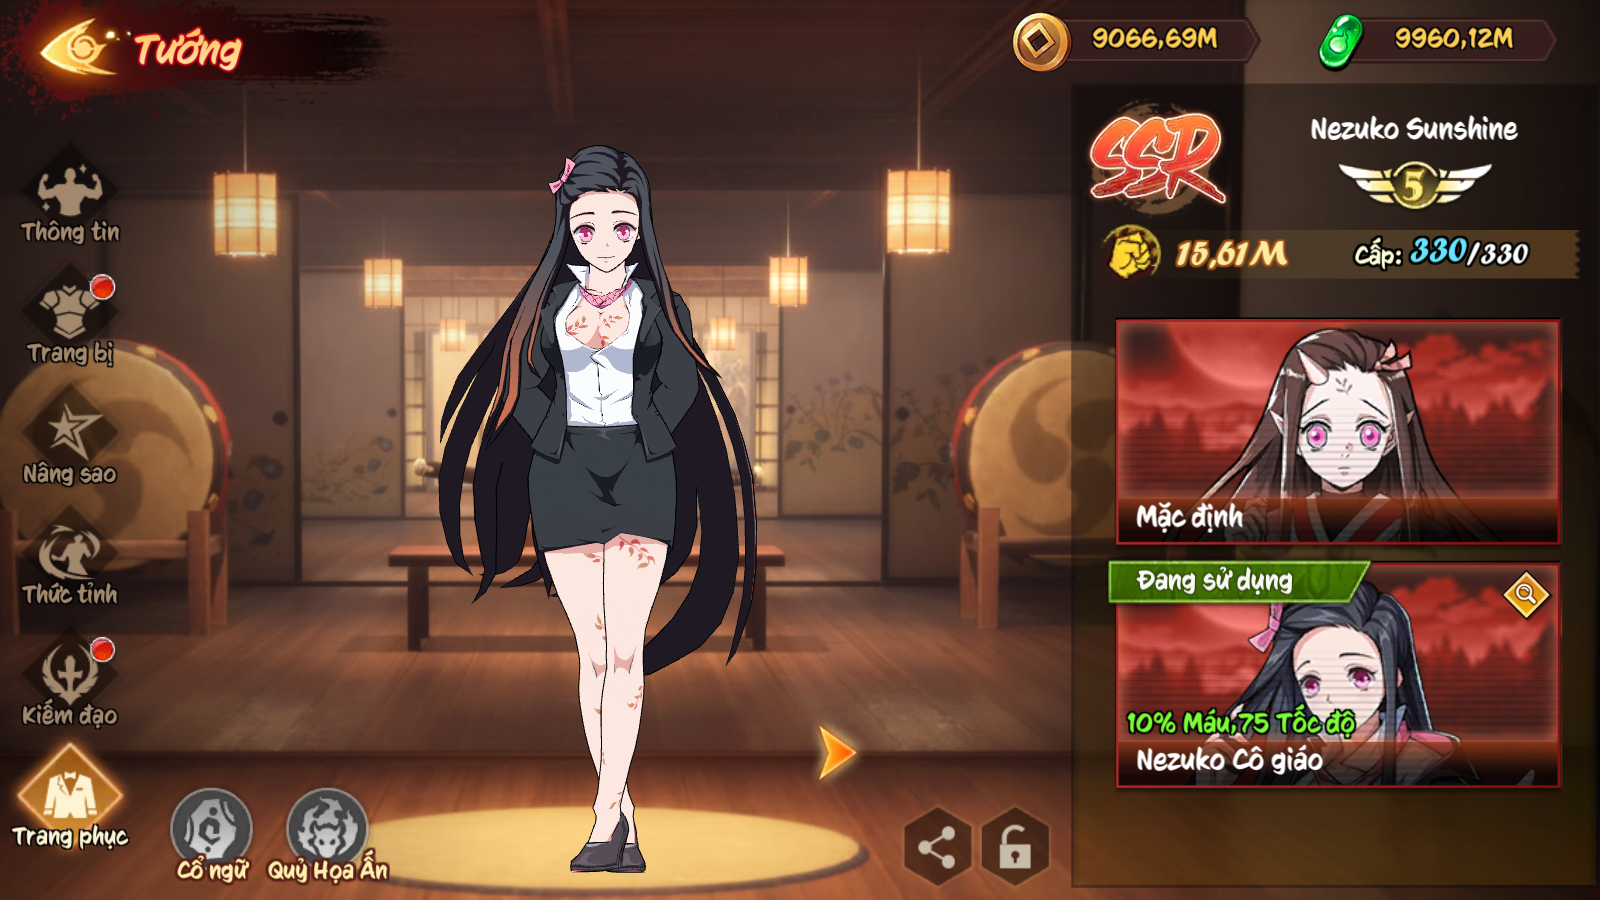 Tướng
9066,69M
9960,12M
SSR
Nezuko Sunshine
5
15,61M
Cấp: 330/330
Thông tin
Trang bị
Nâng sao
Thức tỉnh
Kiếm đạo
Trang phục
Cổ ngữ
Quỷ Họa Ấn
Mặc định
Đang sử dụng
10% Máu,75 Tốc độ
Nezuko Cô giáo